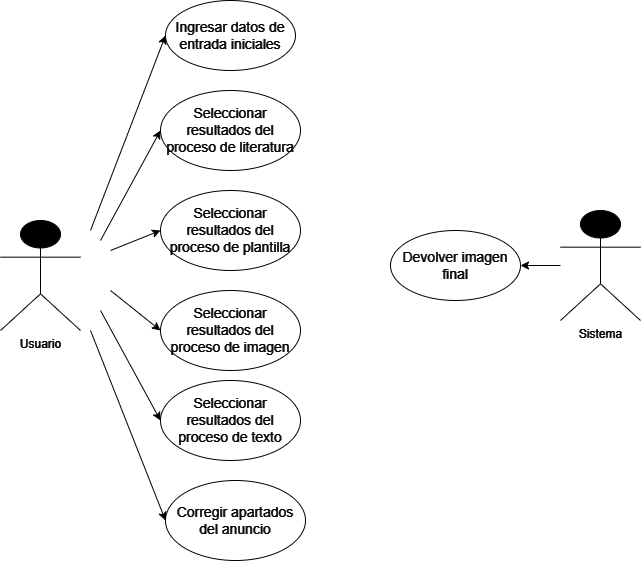 Ingresar datos de
entrada iniciales
Seleccionar
resultados del
proceso de literatura
Seleccionar
resultados del
proceso de plantilla
Devolver imagen
final
Sistema
Usuario
Seleccionar
resultados del
proceso de imagen
Seleccionar
resultados del
proceso de texto
Corregir apartados
del anuncio